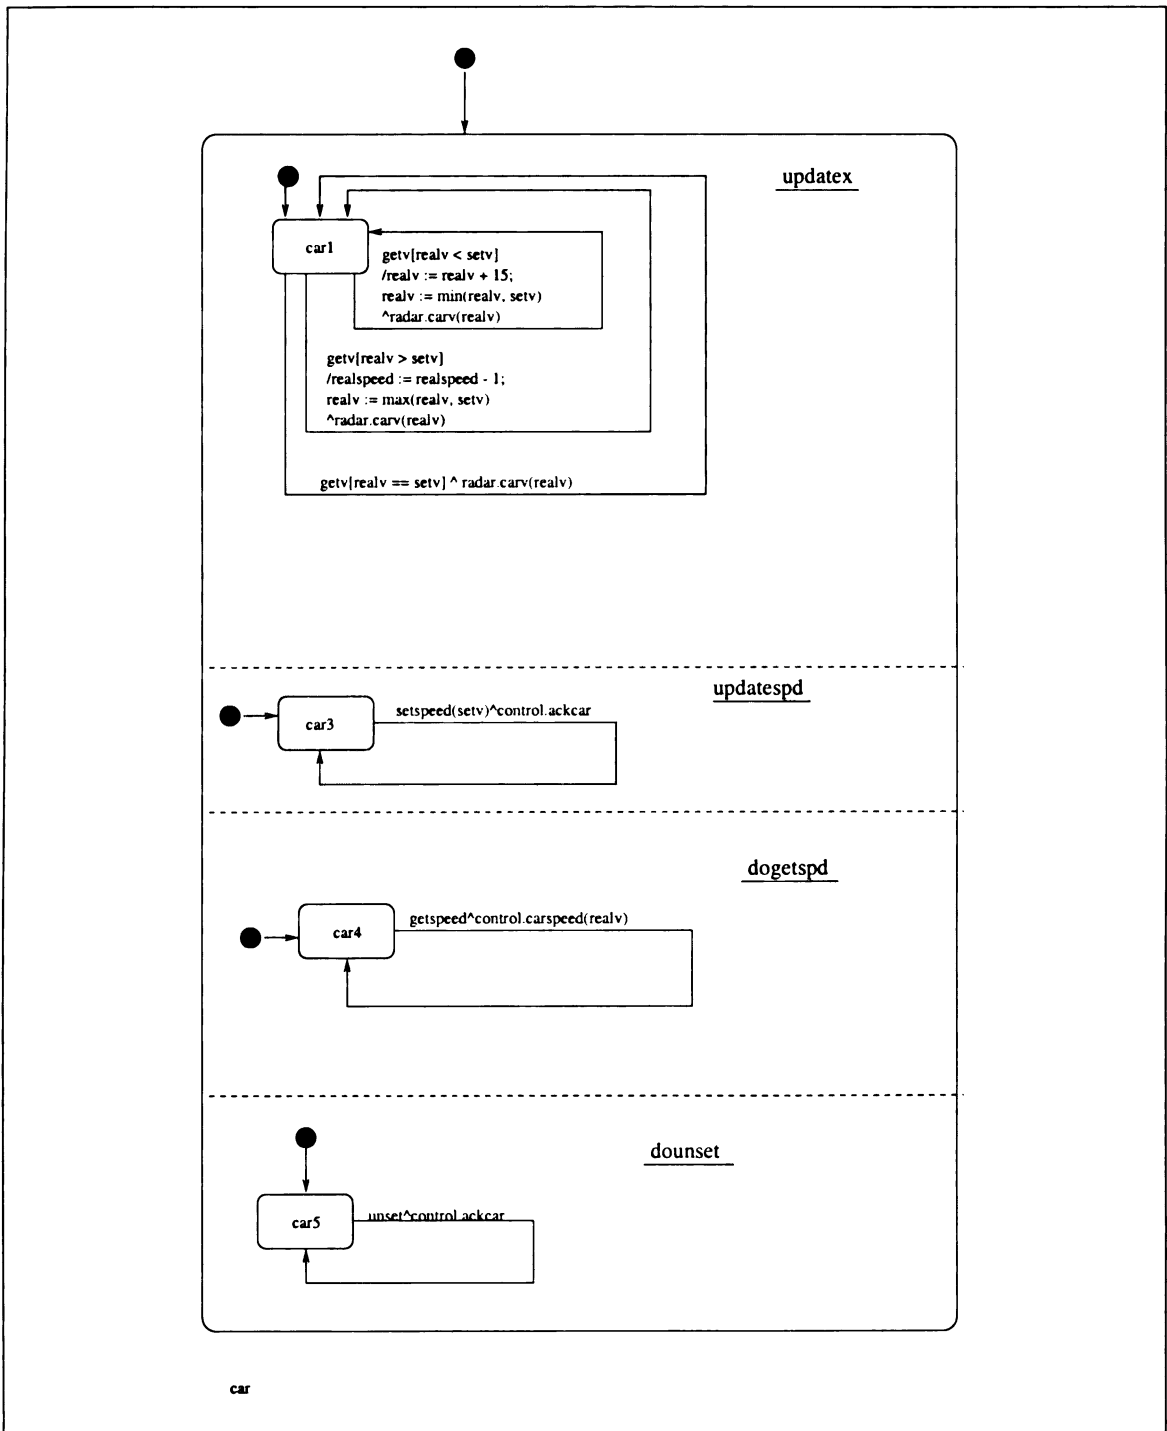 updatex
car1
getv[realv < setv]
/realv := realv + 15;
realv := min(realv, setv)
^radar.carv(realv)
getv[realv > setv]
/realspeed := realspeed - 1;
realv := max(realv, setv)
^radar.carv(realv)
getv[realv == setv] ^ radar.carv(realv)
updatespd
car3
setspeed(setv)^control.ackcar
dogetspd
car4
getspeed^control.carspeed(realv)
dounset
car5
unset^control.ackcar
car